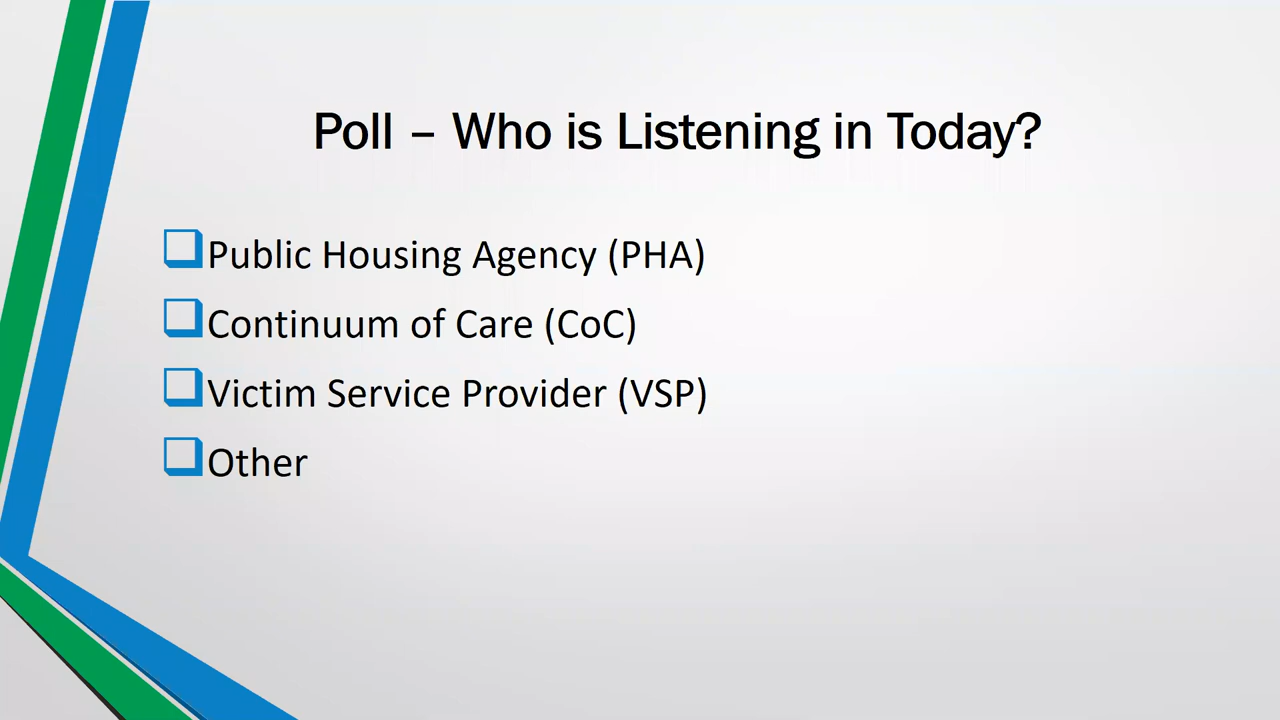 Poll – Who is Listening in Today?
Public Housing Agency (PHA)
Continuum of Care (CoC)
Victim Service Provider (VSP)
Other